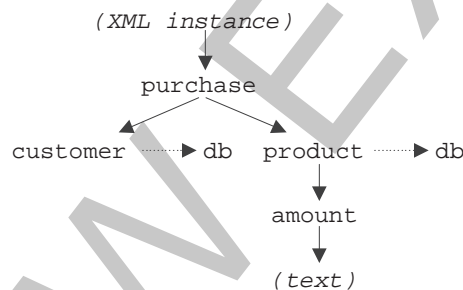 (XML instance)
purchase
customer db product db
amount
(text)